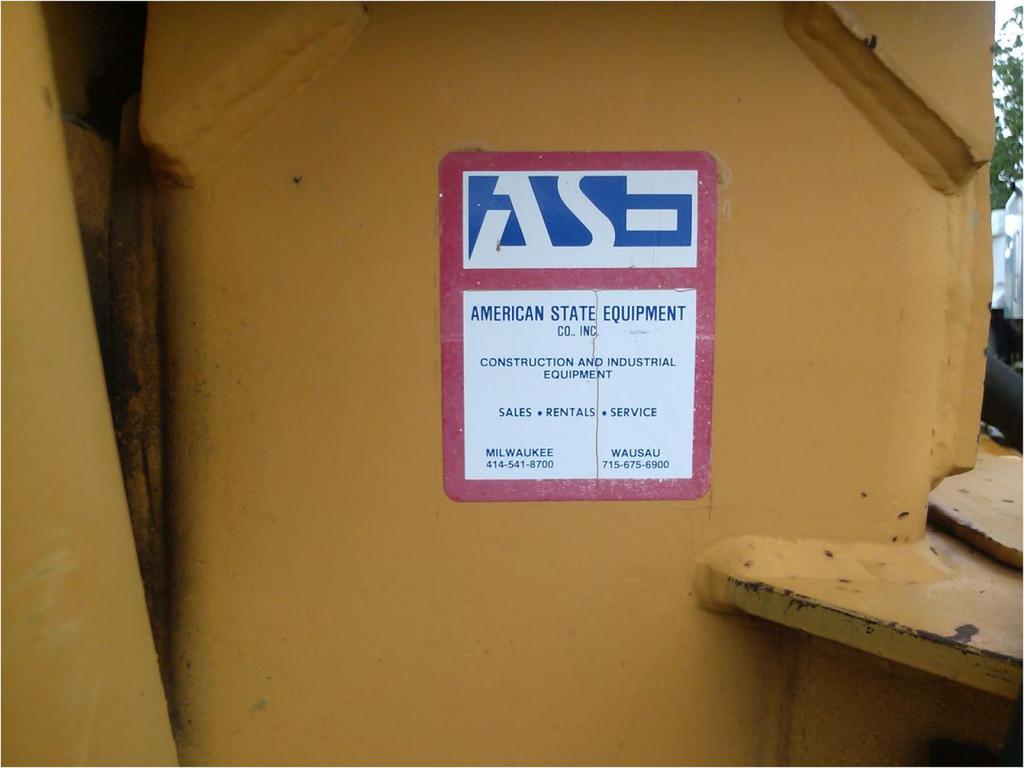 ASE
AMERICAN STATE EQUIPMENT
CO., INC.
CONSTRUCTION AND INDUSTRIAL
EQUIPMENT
SALES • RENTALS • SERVICE
MILWAUKEE WAUSAU
414-541-8700 715-675-6900